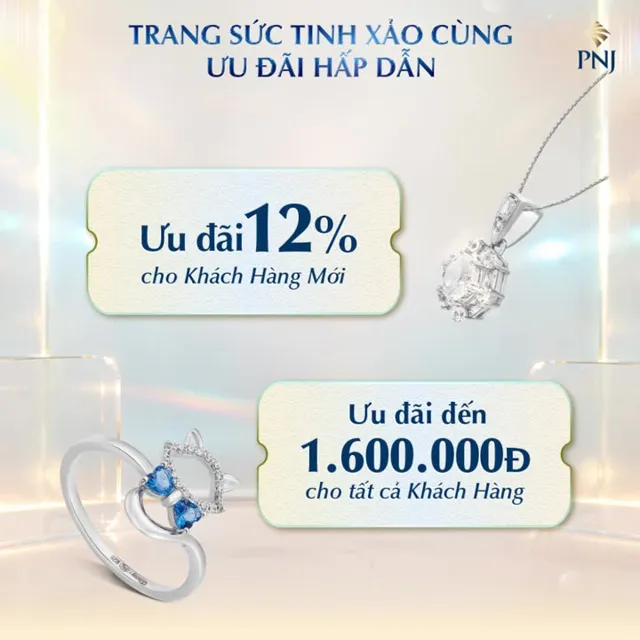 TRANG SỨC TINH XẢO CÙNG
ƯU ĐÃI HẤP DẪN
PNJ
Ưu đãi 12%
cho Khách Hàng Mới
Ưu đãi đến
1.600.000Đ
cho tất cả Khách Hàng